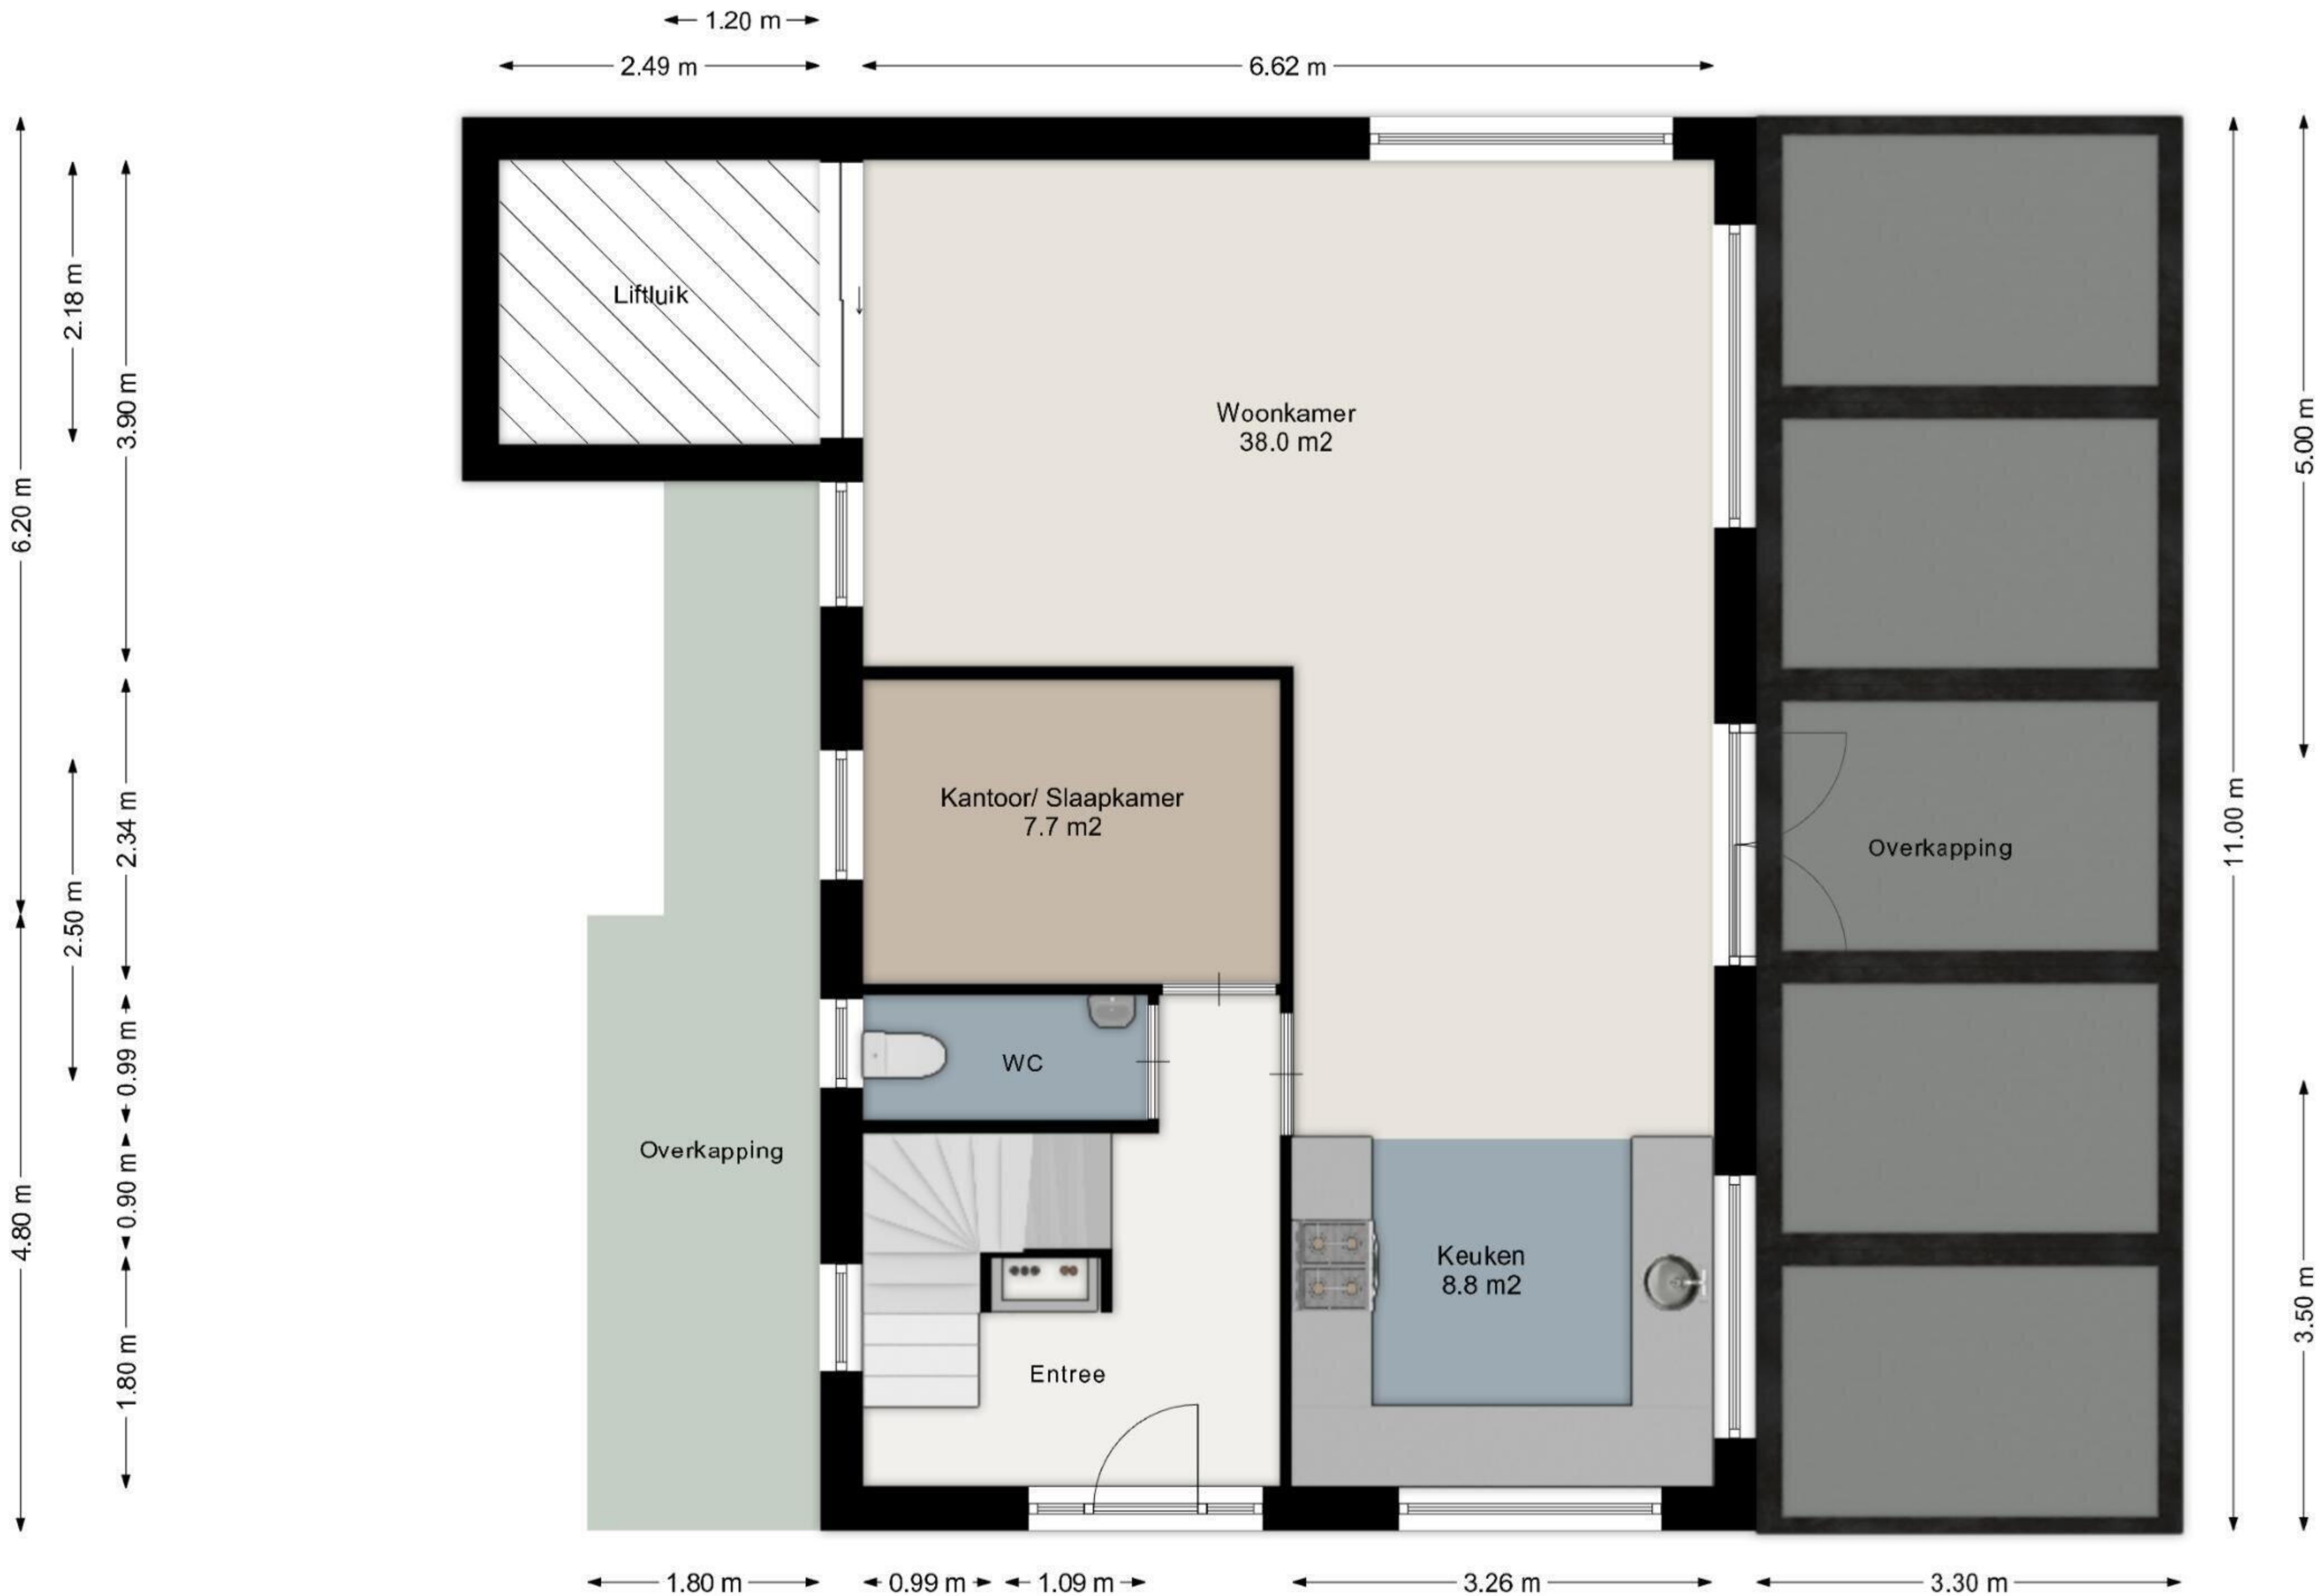 1.20 m
2.49 m
6.62 m
Liftluik
2.18 m
3.90 m
6.20 m
5.00 m
Woonkamer
38.0 m2
Kantoor/ Slaapkamer
7.7 m2
2.34 m
2.50 m
11.00 m
Overkapping
0.99 m
WC
Overkapping
0.90 m
4.80 m
Keuken
8.8 m2
3.50 m
1.80 m
Entree
1.80 m
0.99 m
1.09 m
3.26 m
3.30 m